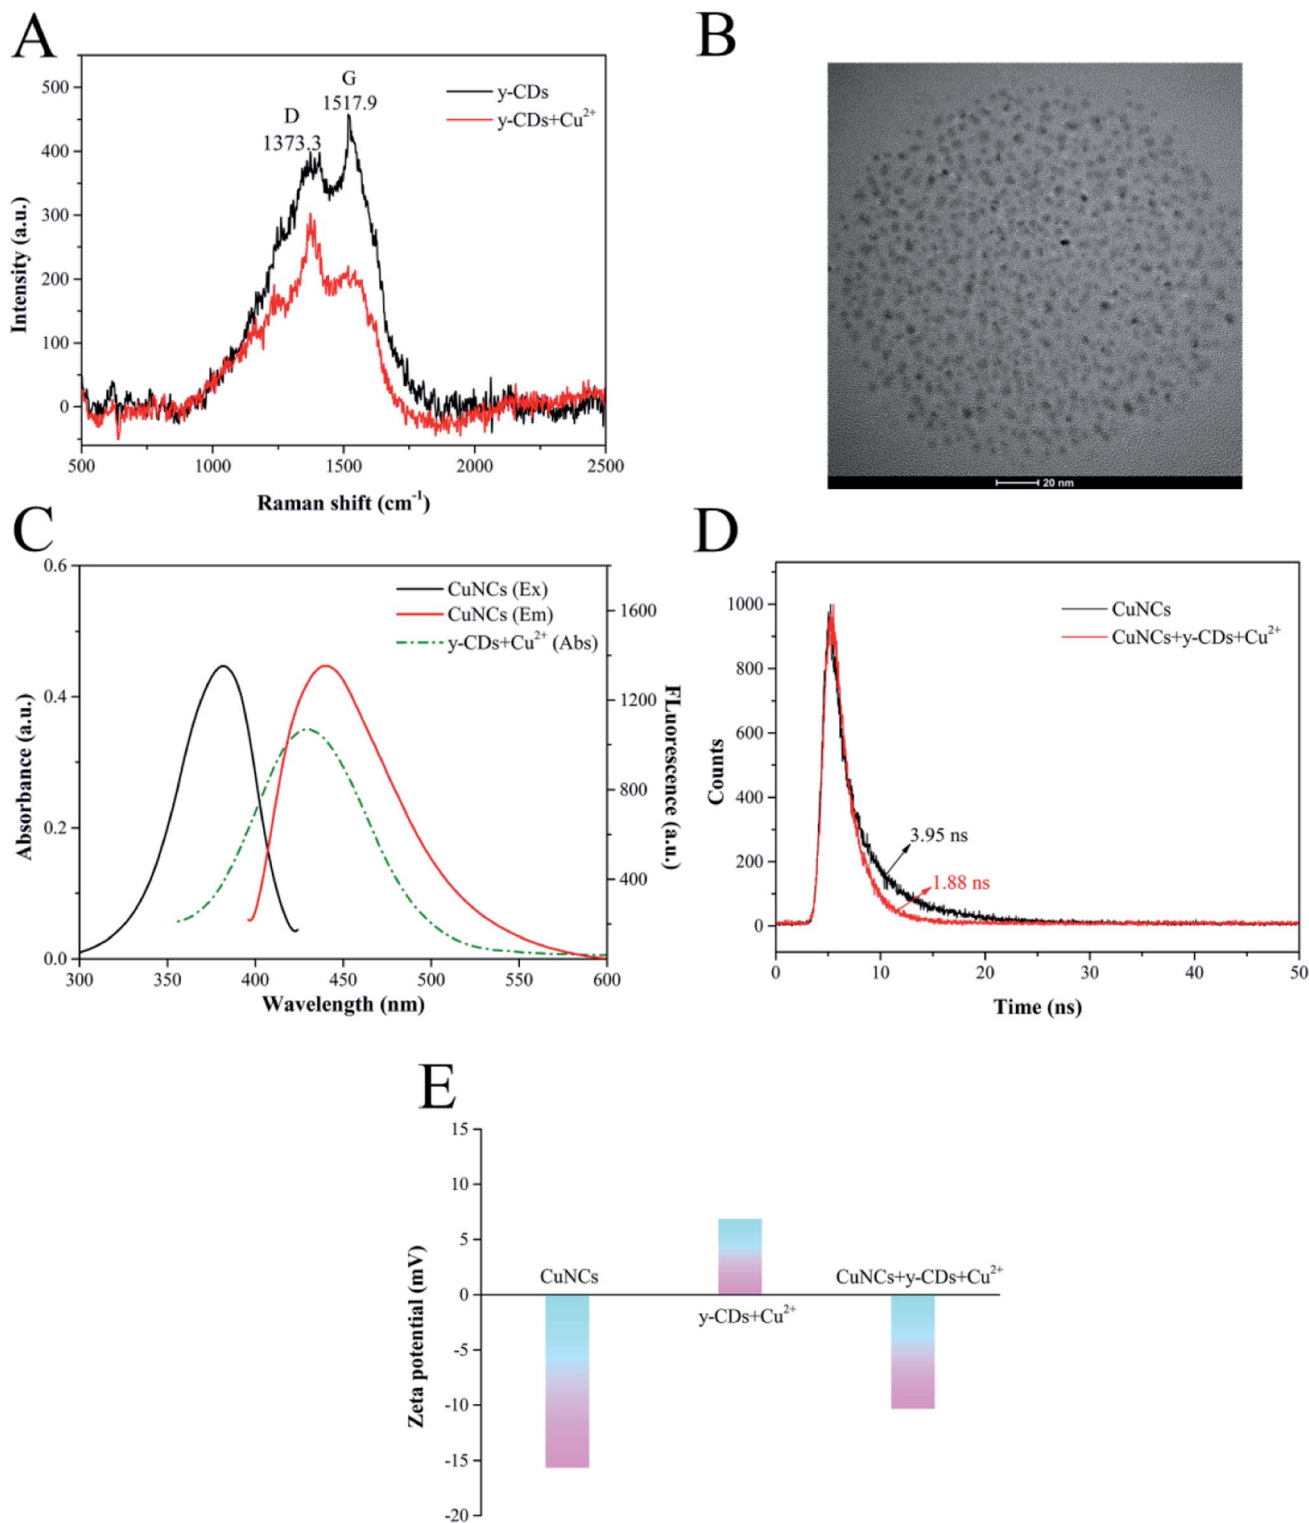 A
500
400
300
200
100
0
Intensity (a.u.)
D
1373.3
G
1517.9
y-CDs
y-CDs+Cu²⁺
500
1000
1500
2000
2500
Raman shift (cm⁻¹)
B
20 nm
C
0.6
0.4
0.2
0.0
Absorbance (a.u.)
CuNCs (Ex)
CuNCs (Em)
y-CDs+Cu²⁺ (Abs)
1600
1200
800
400
FLuorescence (a.u.)
300
350
400
450
500
550
600
Wavelength (nm)
D
1000
800
600
400
200
0
Counts
CuNCs
CuNCs+y-CDs+Cu²⁺
3.95 ns
1.88 ns
0
10
20
30
40
50
Time (ns)
E
15
10
5
0
-5
-10
-15
-20
Zeta potential (mV)
CuNCs
y-CDs+Cu²⁺
CuNCs+y-CDs+Cu²⁺